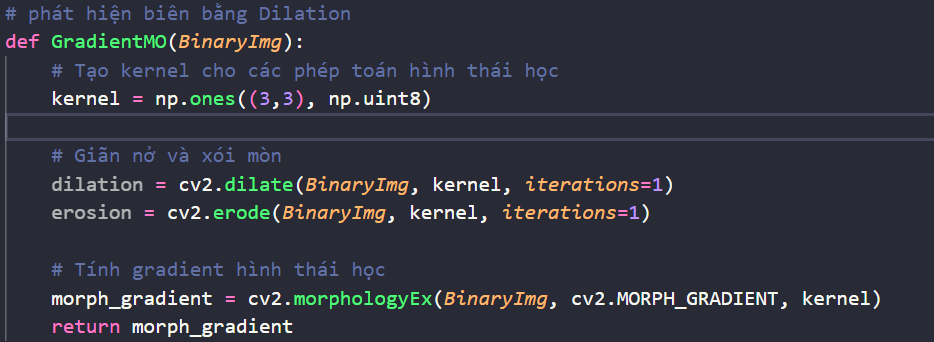 # phát hiện biên bằng Dilation
def GradientMO(BinaryImg):
    # Tạo kernel cho các phép toán hình thái học
    kernel = np.ones((3,3), np.uint8)
    # Giãn nở và xói mòn
    dilation = cv2.dilate(BinaryImg, kernel, iterations=1)
    erosion = cv2.erode(BinaryImg, kernel, iterations=1)
    # Tính gradient hình thái học
    morph_gradient = cv2.morphologyEx(BinaryImg, cv2.MORPH_GRADIENT, kernel)
    return morph_gradient